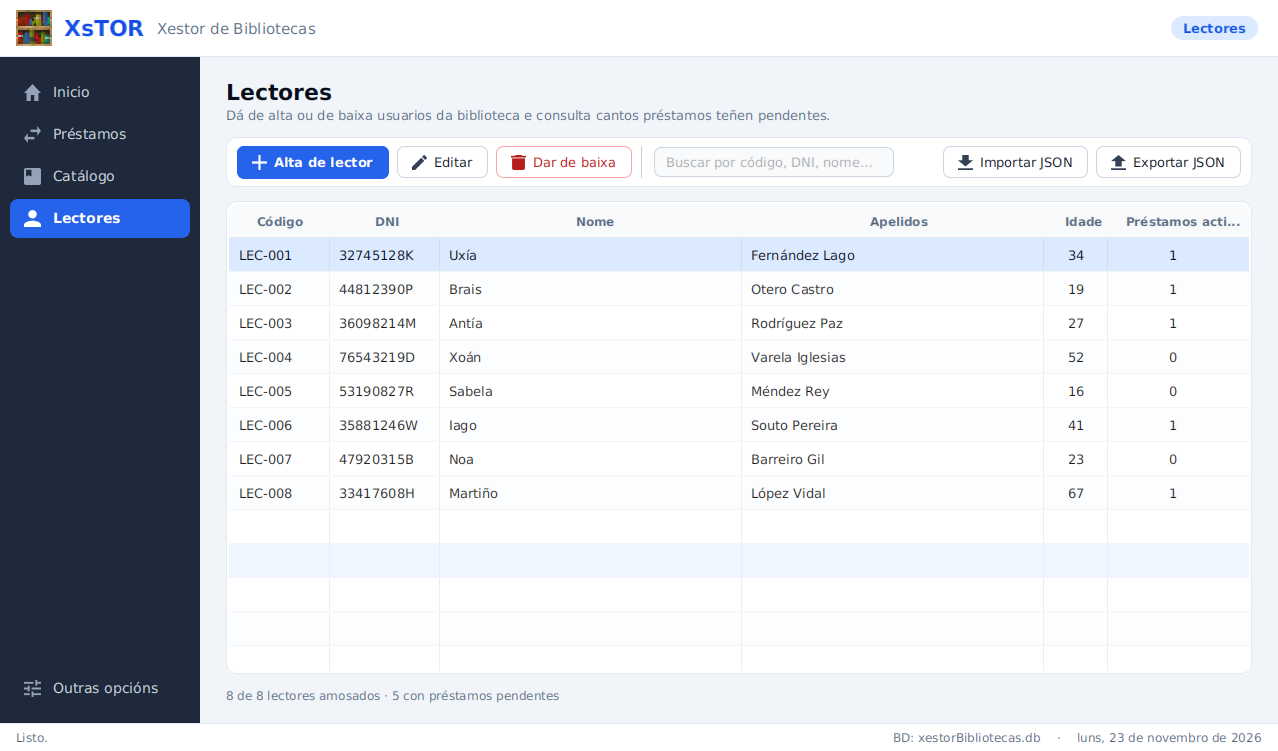 XsTOR Xestor de Bibliotecas Lectores
Inicio
Préstamos
Catálogo
Lectores
Outras opcións
Lectores
Dá de alta ou de baixa usuarios da biblioteca e consulta cantos préstamos teñen pendentes.
Alta de lector Editar Dar de baixa Buscar por código, DNI, nome... Importar JSON Exportar JSON
Código DNI Nome Apelidos Idade Préstamos acti...
LEC-001 32745128K Uxía Fernández Lago 34 1
LEC-002 44812390P Brais Otero Castro 19 1
LEC-003 36098214M Antía Rodríguez Paz 27 1
LEC-004 76543219D Xoán Varela Iglesias 52 0
LEC-005 53190827R Sabela Méndez Rey 16 0
LEC-006 35881246W Iago Souto Pereira 41 1
LEC-007 47920315B Noa Barreiro Gil 23 0
LEC-008 33417608H Martiño López Vidal 67 1
8 de 8 lectores amosados · 5 con préstamos pendentes
Listo. BD: xestorBibliotecas.db · luns, 23 de novembro de 2026